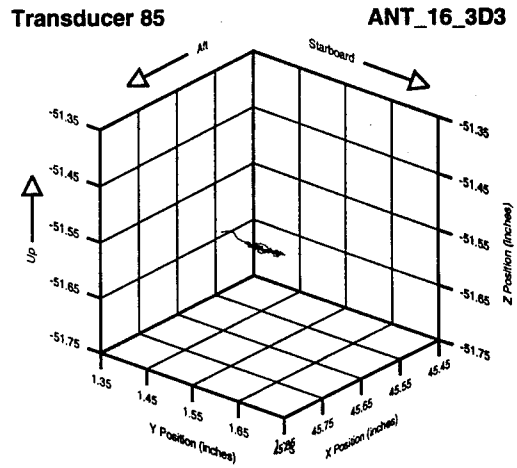 Transducer 85 ANT_16_3D3
Aft Starboard
-51.35 -51.35
-51.45 -51.45
Up -51.55 -51.55 Z Position (inches)
-51.65 -51.65
-51.75 -51.75
1.35 1.45 1.55 1.65
45.75 45.65 45.55 45.45
Y Position (inches) X Position (inches)